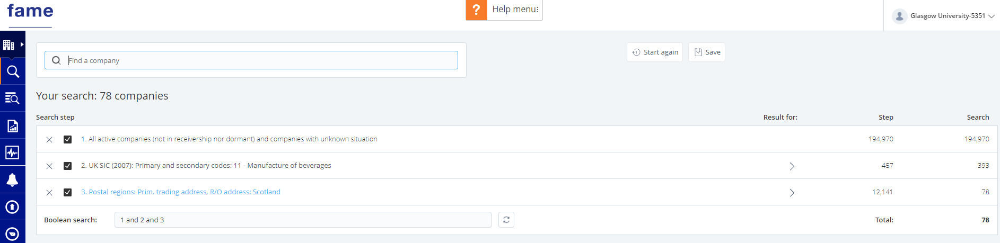 fame
? Help menu
Glasgow University-5351
Find a company
Start again
Save
Your search: 78 companies
Search step Result for: Step Search
1. All active companies (not in receivership nor dormant) and companies with unknown situation 194,970 194,970
2. UK SIC (2007): Primary and secondary codes: 11 - Manufacture of beverages 457 393
3. Postal regions: Prim. trading address, R/O address: Scotland 12,141 78
Boolean search: 1 and 2 and 3 Total: 78